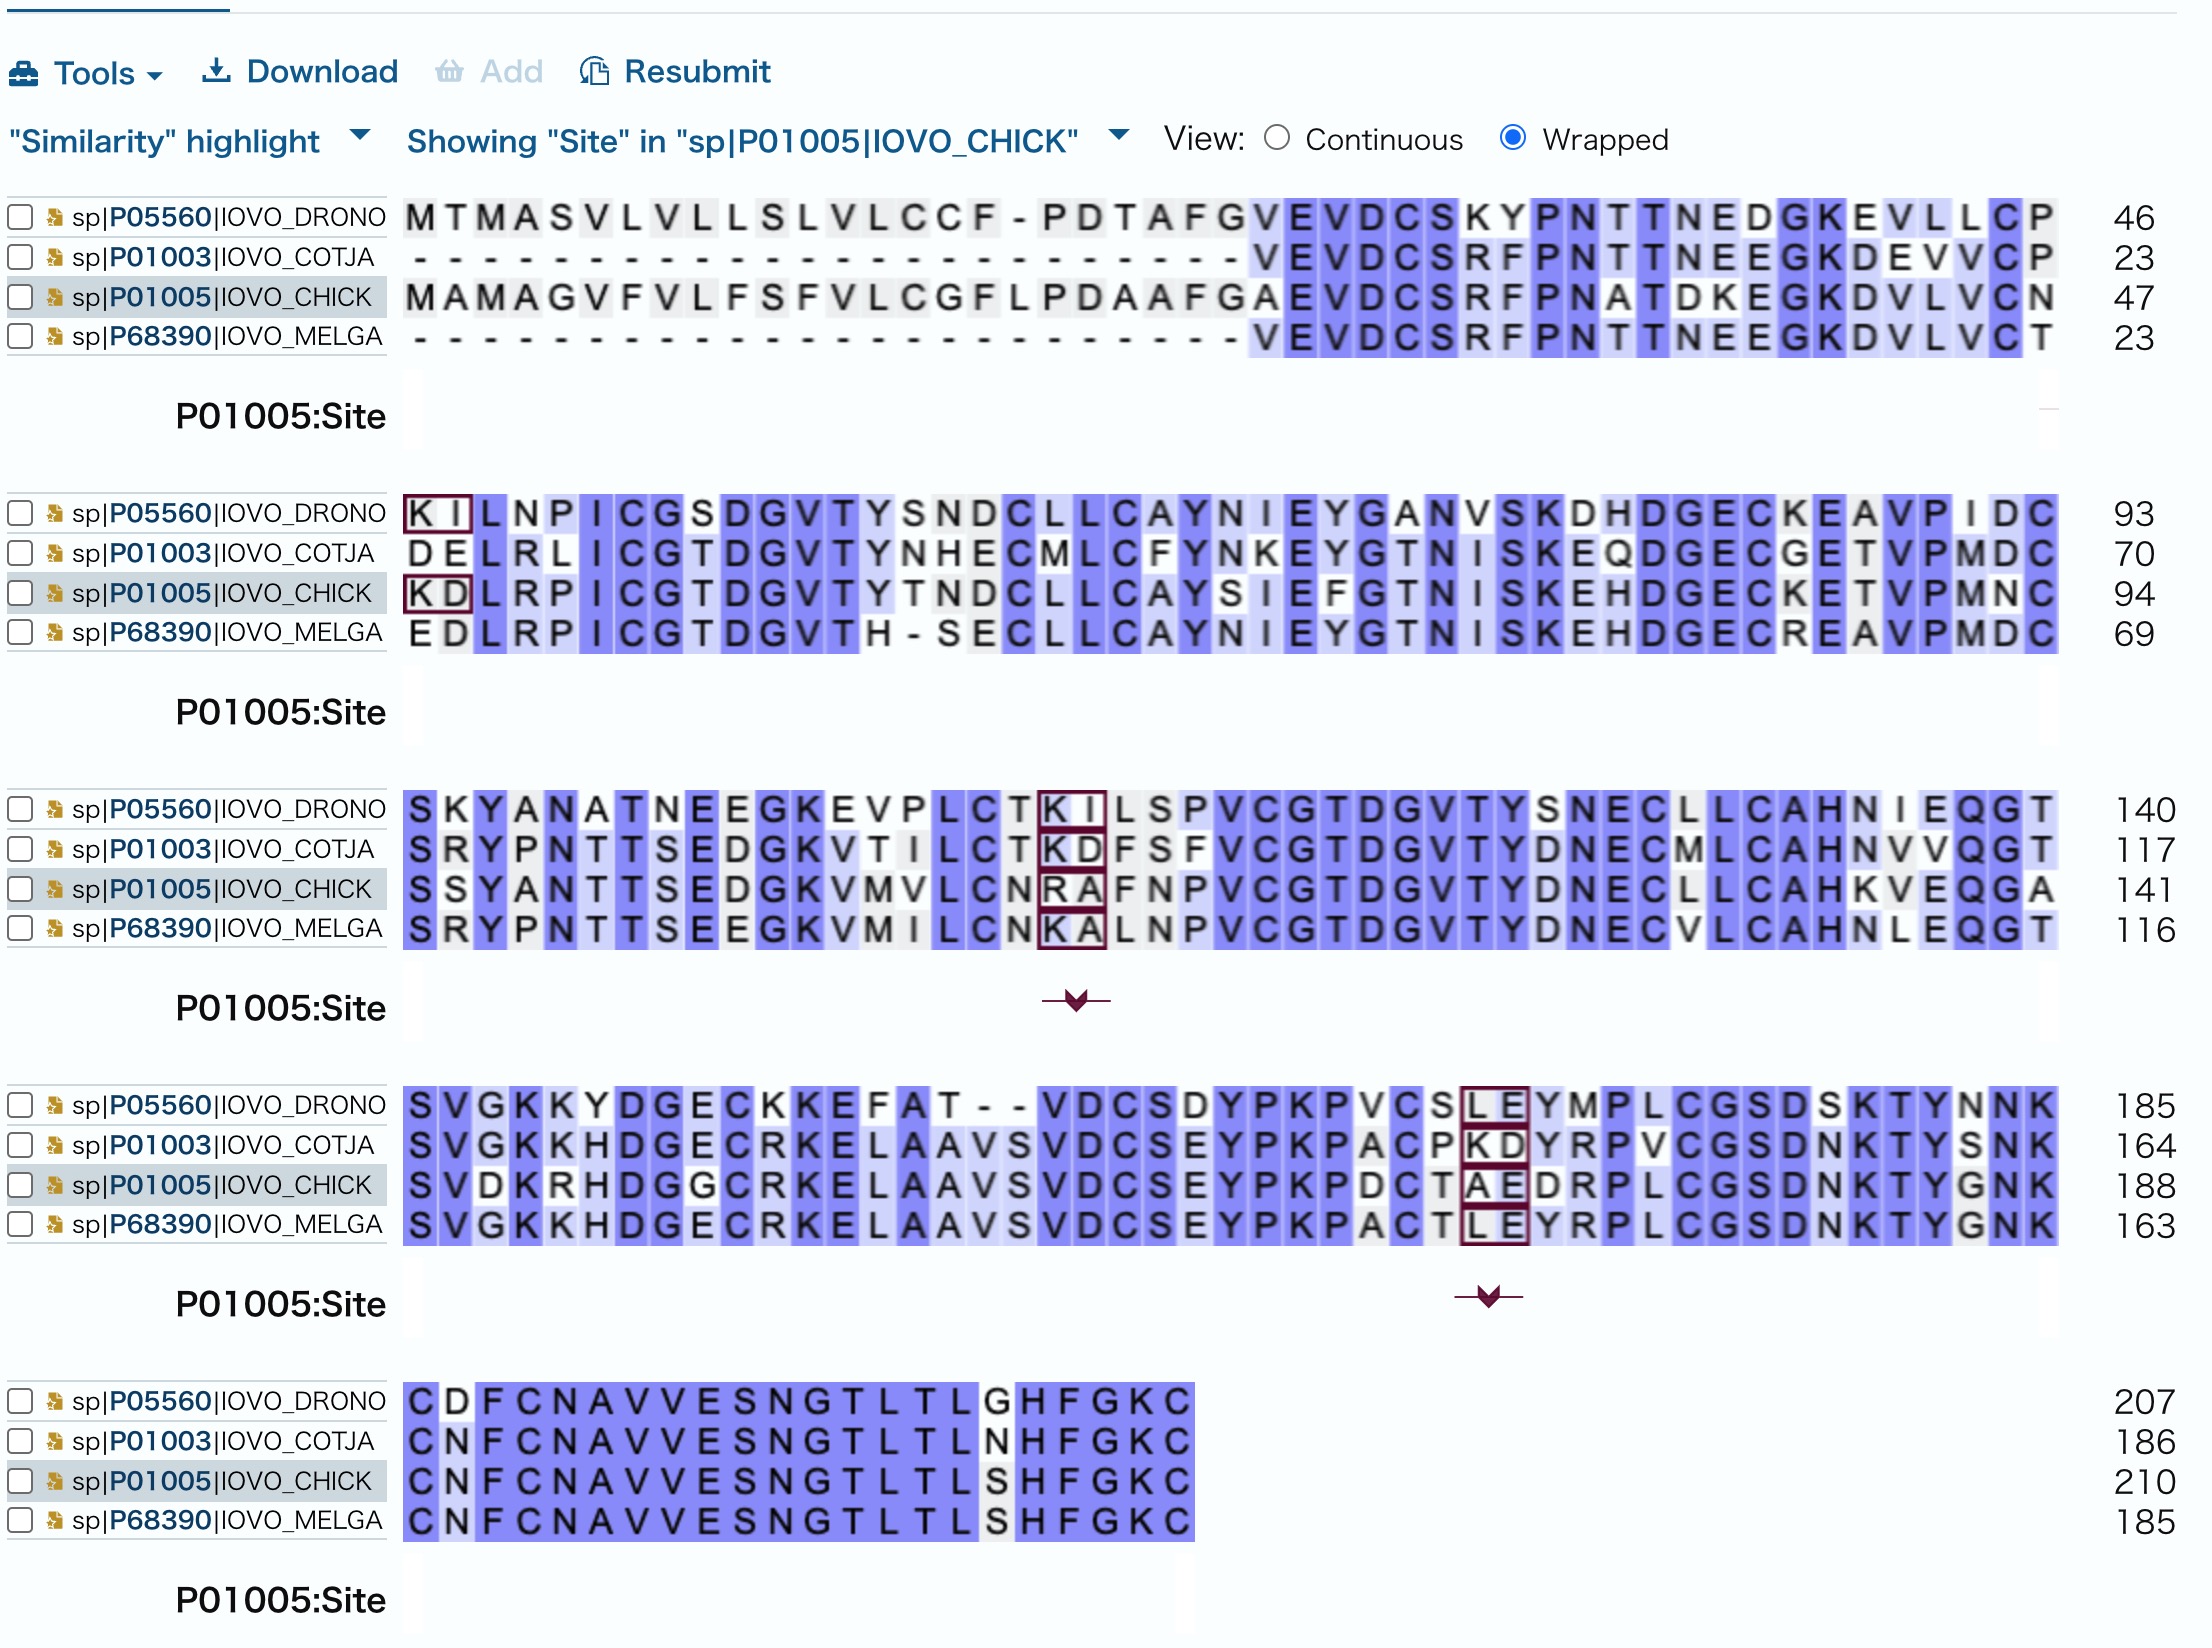 Tools Download Add Resubmit
"Similarity" highlight Showing "Site" in "sp|P01005|IOVO_CHICK" View: Continuous Wrapped
sp|P05560|IOVO_DRONO MTMASVLVLLSLVLCCF-PDTAFGVEVDCSKYPNTTNEDGKEVLLCP 46
sp|P01003|IOVO_COTJA ------------------------VEVDCSRFPNTTNEEGKDEVVCP 23
sp|P01005|IOVO_CHICK MAMAGVFVLFSFVLCGFLPDAAFGAEVDCSRFPNATDKEGKDVLVCN 47
sp|P68390|IOVO_MELGA ------------------------VEVDCSRFPNTTNEEGKDVLVCT 23
P01005:Site
sp|P05560|IOVO_DRONO KILNPICGSDGVTYSNDCLLCAYNIEYGANVSKDHDGECKEAVPIDC 93
sp|P01003|IOVO_COTJA DELRLICGTDGVTYNHECMLCFYNKEYGTNISKEQDGECGETVPMDC 70
sp|P01005|IOVO_CHICK KDLRPICGTDGVTYTNDCLLCAYSIEFGTNISKEHDGECKETVPMNC 94
sp|P68390|IOVO_MELGA EDLRPICGTDGVTH-SECLLCAYNIEYGTNISKEHDGECREAVPMDC 69
P01005:Site
sp|P05560|IOVO_DRONO SKYANATNEEGKEVPLCTKILSPVCGTDGVTYSNECLLCAHNIEQGT 140
sp|P01003|IOVO_COTJA SRYPNTTSEDGKVTILCTKDFSFVCGTDGVTYDNECMLCAHNVVQGT 117
sp|P01005|IOVO_CHICK SSYANTTSEDGKVMVLCNRAFNPVCGTDGVTYDNECLLCAHKVEQGA 141
sp|P68390|IOVO_MELGA SRYPNTTSEEGKVMILCNKALNPVCGTDGVTYDNECVLCAHNLEQGT 116
P01005:Site
sp|P05560|IOVO_DRONO SVGKKYDGECKKEFAT--VDCSDYPKPVCSLEYMPLCGSDSKTYNNK 185
sp|P01003|IOVO_COTJA SVGKKHDGECRKELAAVSVDCSEYPKPACPKDYRPVCGSDNKTYSNK 164
sp|P01005|IOVO_CHICK SVDKRHDGGCRKELAAVSVDCSEYPKPDCTAEDRPLCGSDNKTYGNK 188
sp|P68390|IOVO_MELGA SVGKKHDGECRKELAAVSVDCSEYPKPACTLEYRPLCGSDNKTYGNK 163
P01005:Site
sp|P05560|IOVO_DRONO CDFCNAVVESNGTLTLGHFGKC 207
sp|P01003|IOVO_COTJA CNFCNAVVESNGTLTLNHFGKC 186
sp|P01005|IOVO_CHICK CNFCNAVVESNGTLTLSHFGKC 210
sp|P68390|IOVO_MELGA CNFCNAVVESNGTLTLSHFGKC 185
P01005:Site